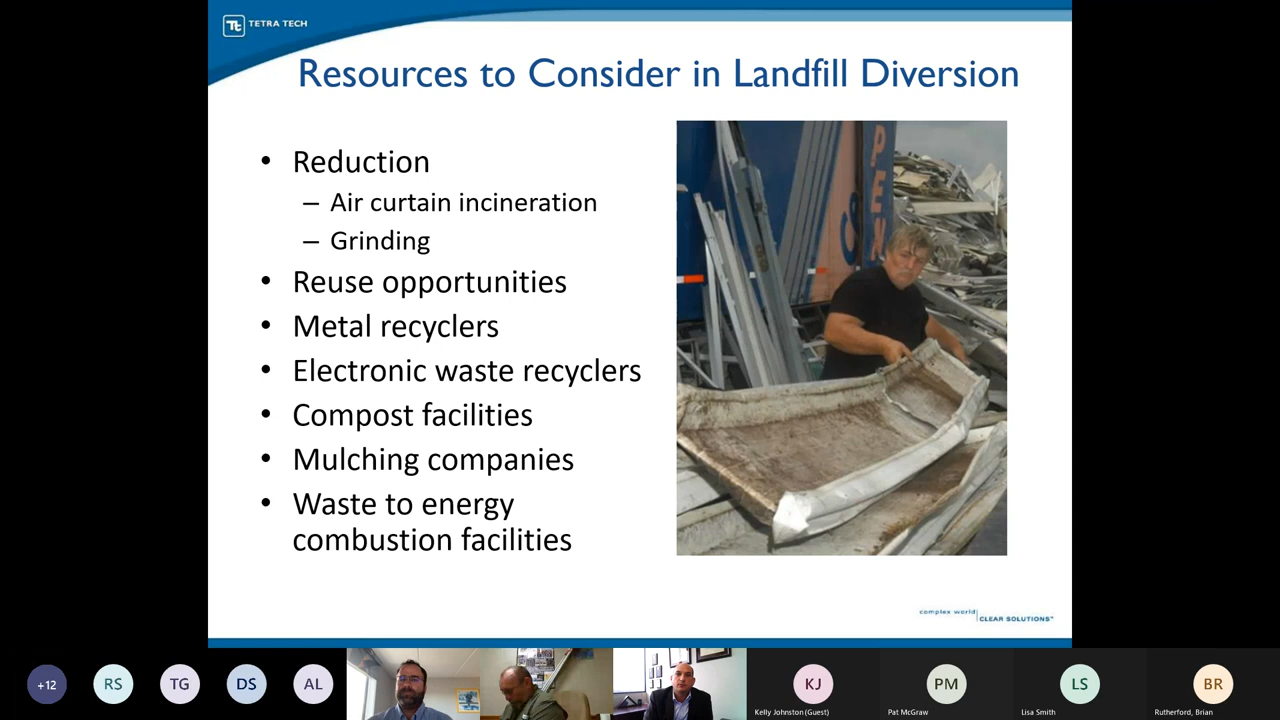 TETRA TECH
Resources to Consider in Landfill Diversion
• Reduction
– Air curtain incineration
– Grinding
• Reuse opportunities
• Metal recyclers
• Electronic waste recyclers
• Compost facilities
• Mulching companies
• Waste to energy
combustion facilities
PEN
complex world
CLEAR SOLUTIONS™
+12
RS
TG
DS
AL
KJ
PM
LS
BR
Kelly Johnston (Guest)
Pat McGraw
Lisa Smith
Rutherford, Brian